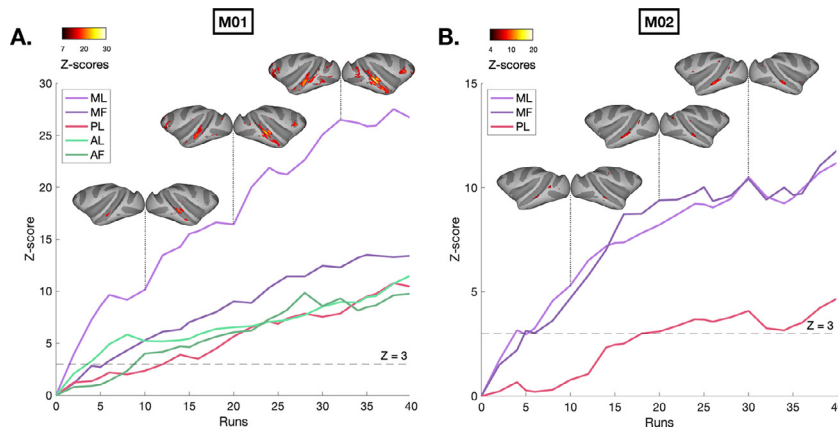 M01
A.
7 20 30
Z-scores
ML
MF
PL
AL
AF
Z-score
30
25
20
15
10
5
0
Z = 3
0 5 10 15 20 25 30 35 40
Runs
M02
B.
4 10 20
Z-scores
ML
MF
PL
Z-score
15
10
5
0
Z = 3
0 5 10 15 20 25 30 35 40
Runs